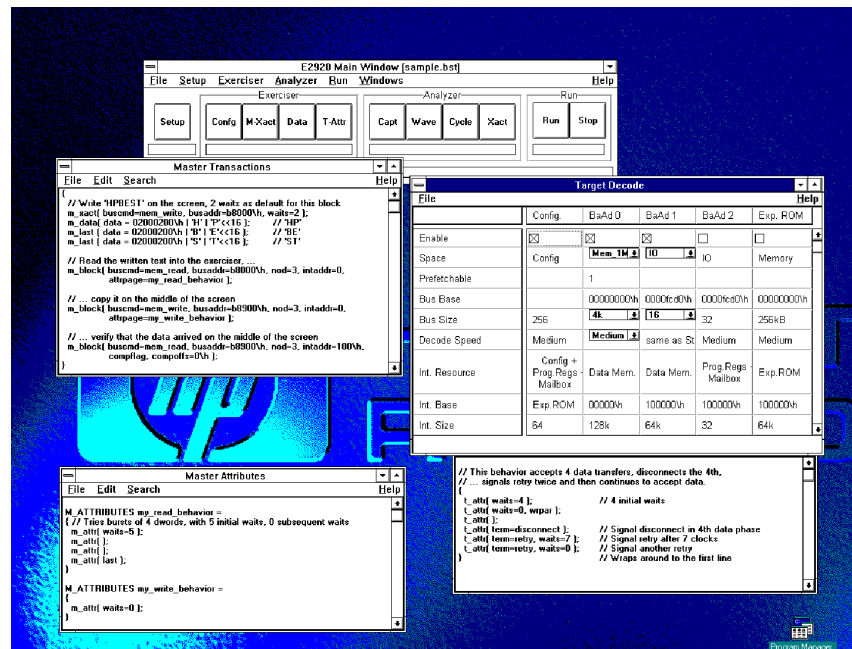 E2920 Main Window (sample.bst)
File Setup Exerciser Analyzer Run Windows Help
Exerciser Analyzer Run
Setup Confg M-Xact Data T-Attr Capt Wave Cycle Xact Run Stop
Master Transactions
File Edit Search Help
{
// Write 'HPBEST' on the screen, 2 waits as default for this block
m_xact( buscmd=mem_write, busaddr=b8000\h, waits=2 );
m_data( data = 02000200\h | 'H' | 'P'<<16 ); // 'HP'
m_last ( data = 02000200\h | 'B' | 'E'<<16 ); // 'BE'
m_last ( data = 02000200\h | 'S' | 'T'<<16 ); // 'ST'
// Read the written text into the exerciser, ...
m_block( buscmd=mem_read, busaddr=b8000\h, nod=3, intaddr=0,
attrpage=my_read_behavior );
// ... copy it on the middle of the screen
m_block( buscmd=mem_write, busaddr=b8900\h, nod=3, intaddr=0,
attrpage=my_write_behavior );
// ... verify that the data arrived on the middle of the screen
m_block( buscmd=mem_read, busaddr=b8900\h, nod=3, intaddr=100\h,
compflag, compoffs=0\h );
}
Target Decode
File Help
Config. BaAd 0 BaAd 1 BaAd 2 Exp. ROM
Enable
Space Config Mem_1M IO IO Memory
Prefetchable 1
Bus Base 00000000\h 0000fcd0\h 0000fcd0\h 00000000\h
Bus Size 256 4k 16 32 256kB
Decode Speed Medium Medium same as St Medium Medium
Int. Resource Config + Prog.Regs - Mailbox Data Mem. Data Mem. Prog.Regs - Mailbox Exp.ROM
Int. Base Exp.ROM 00000\h 100000\h 100000\h 100000\h
Int. Size 64 128k 64k 32 64k
Master Attributes
File Edit Search Help
M_ATTRIBUTES my_read_behavior =
{ // Tries bursts of 4 dwords, with 5 initial waits, 0 subsequent waits
m_attr( waits=5 );
m_attr( );
m_attr( );
m_attr( last );
}
M_ATTRIBUTES my_write_behavior =
{
m_attr( waits=0 );
}
// This behavior accepts 4 data transfers, disconnects the 4th,
// ... signals retry twice and then continues to accept data.
{
t_attr( waits=4 ); // 4 initial waits
t_attr( waits=0, wrpar );
t_attr( );
t_attr( term=disconnect ); // Signal disconnect in 4th data phase
t_attr( term=retry, waits=7 ); // Signal retry after 7 clocks
t_attr( term=retry, waits=0 ); // Signal another retry
} // Wraps around to the first line
Program Manager